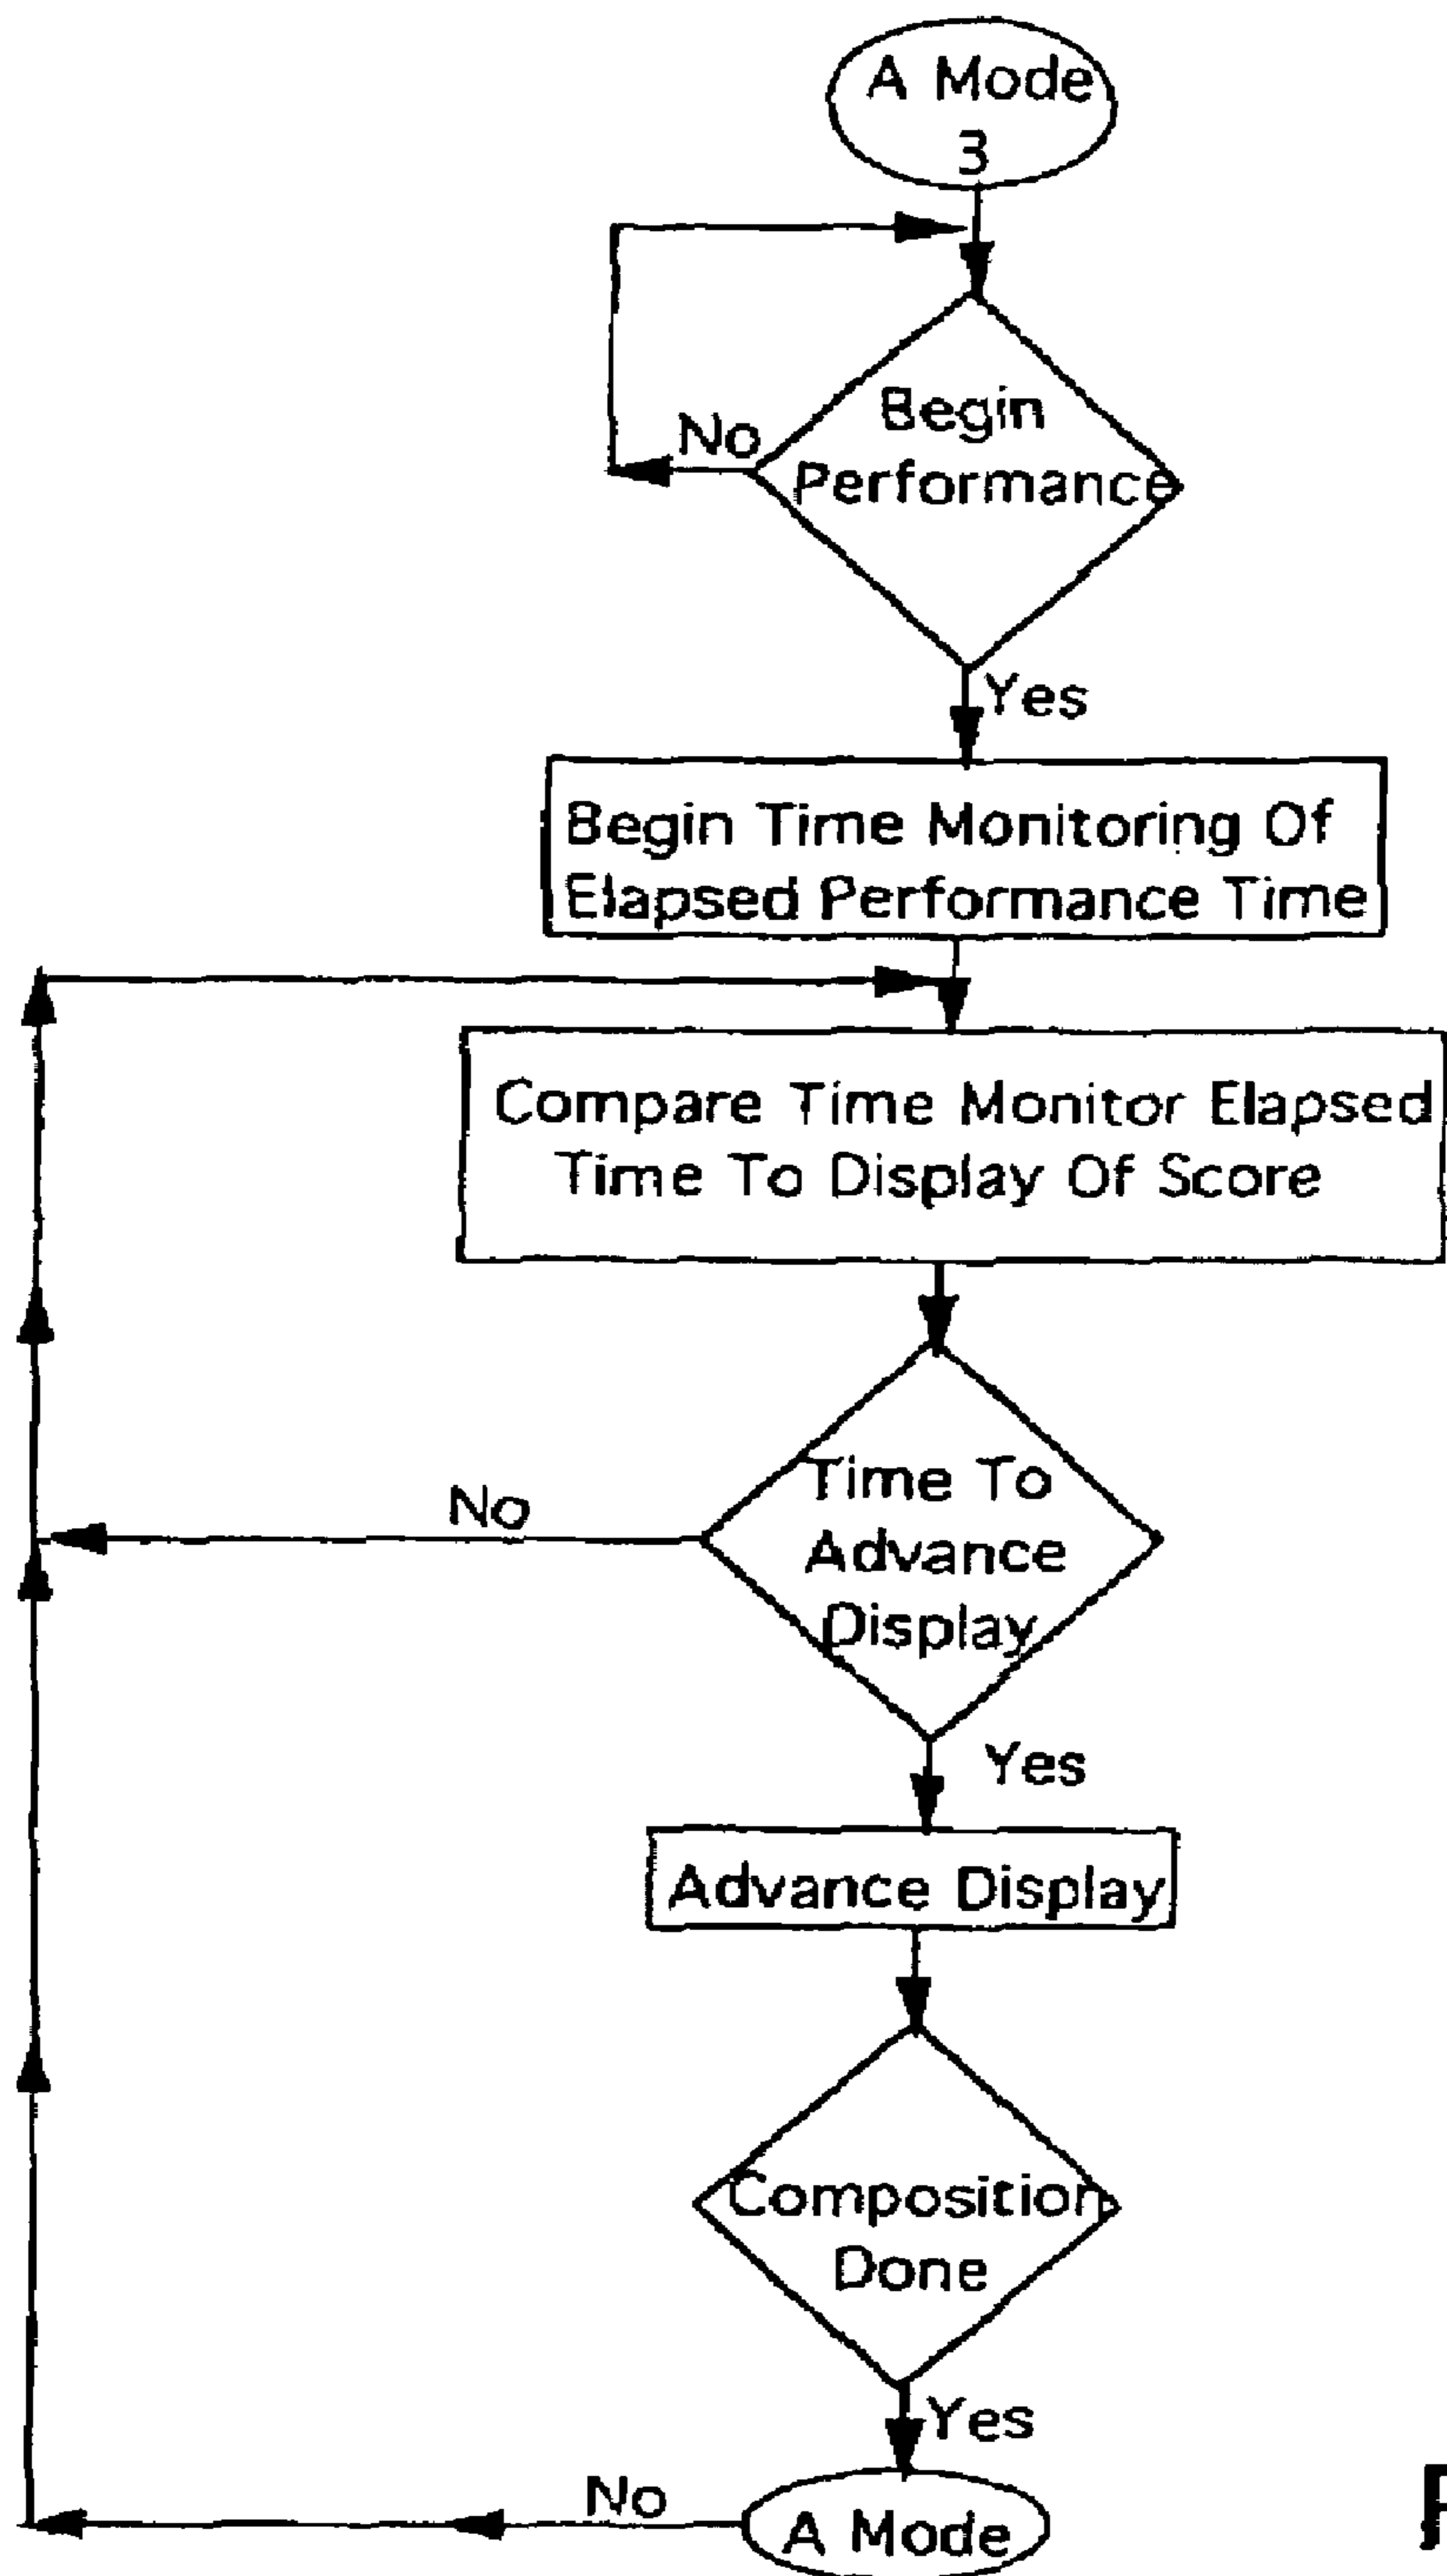 A Mode
3
No
Begin
Performance
Yes
Begin Time Monitoring Of
Elapsed Performance Time
Compare Time Monitor Elapsed
Time To Display Of Score
No
Time To
Advance
Display
Yes
Advance Display
Composition
Done
Yes
No
A Mode